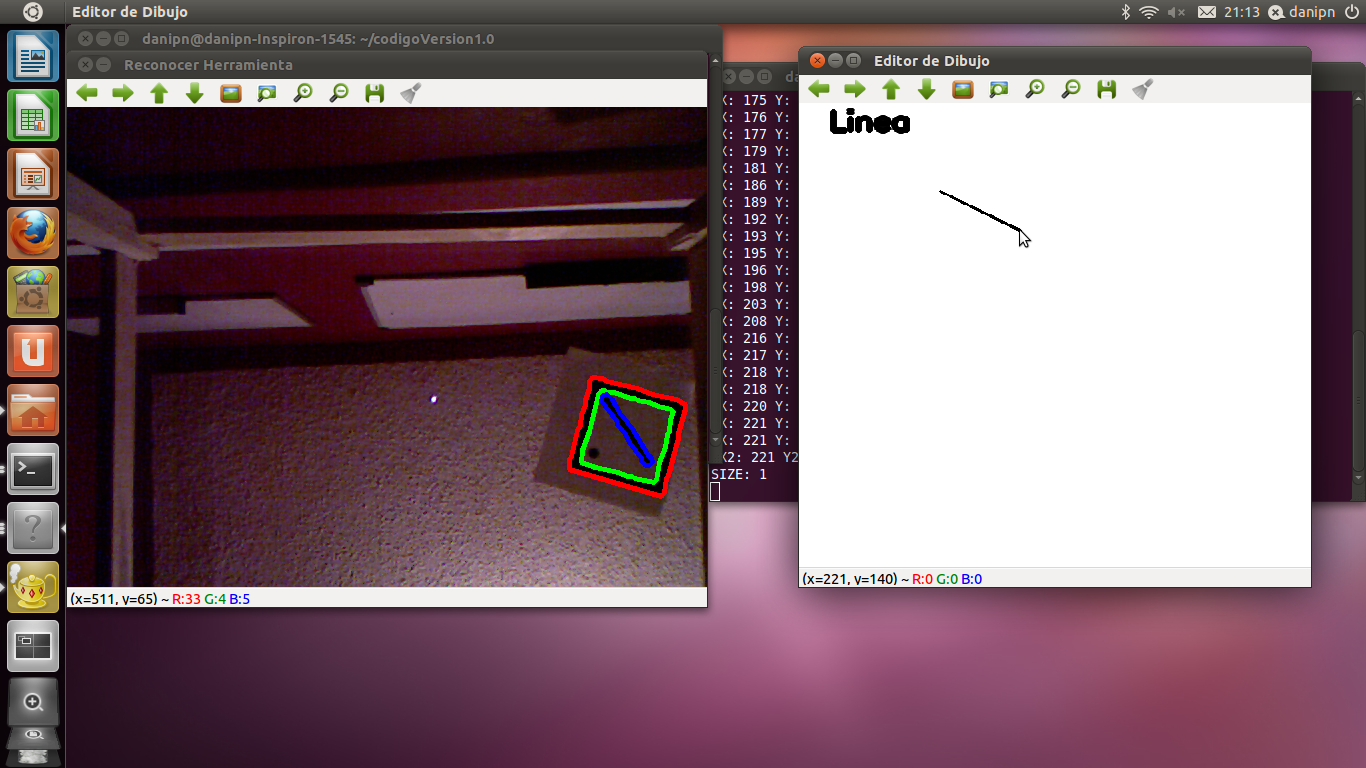 Editor de Dibujo
21:13
danipn
danipn@danipn-Inspiron-1545: ~/codigoVersion1.0
Reconocer Herramienta
(x=511, y=65) ~ R:33 G:4 B:5
X: 175 Y:
X: 176 Y:
X: 177 Y:
X: 179 Y:
X: 181 Y:
X: 186 Y:
X: 189 Y:
X: 192 Y:
X: 193 Y:
X: 195 Y:
X: 196 Y:
X: 198 Y:
X: 203 Y:
X: 208 Y:
X: 216 Y:
X: 217 Y:
X: 218 Y:
X: 218 Y:
X: 220 Y:
X: 221 Y:
X: 221 Y:
X2: 221 Y2
SIZE: 1
Editor de Dibujo
Linea
(x=221, y=140) ~ R:0 G:0 B:0